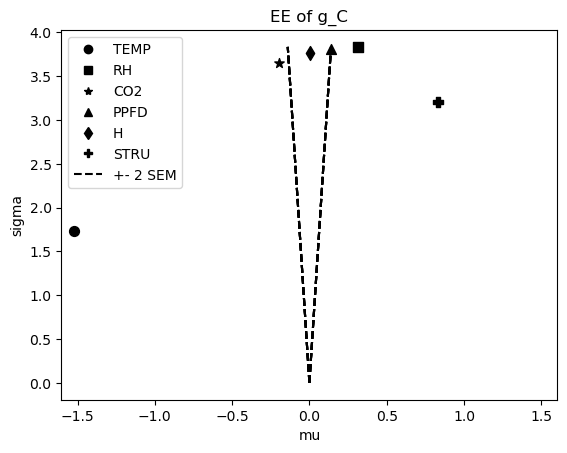 EE of g_C
TEMP
RH
CO2
PPFD
H
STRU
+- 2 SEM
sigma
4.0
3.5
3.0
2.5
2.0
1.5
1.0
0.5
0.0
−1.5 −1.0 −0.5 0.0 0.5 1.0 1.5
mu